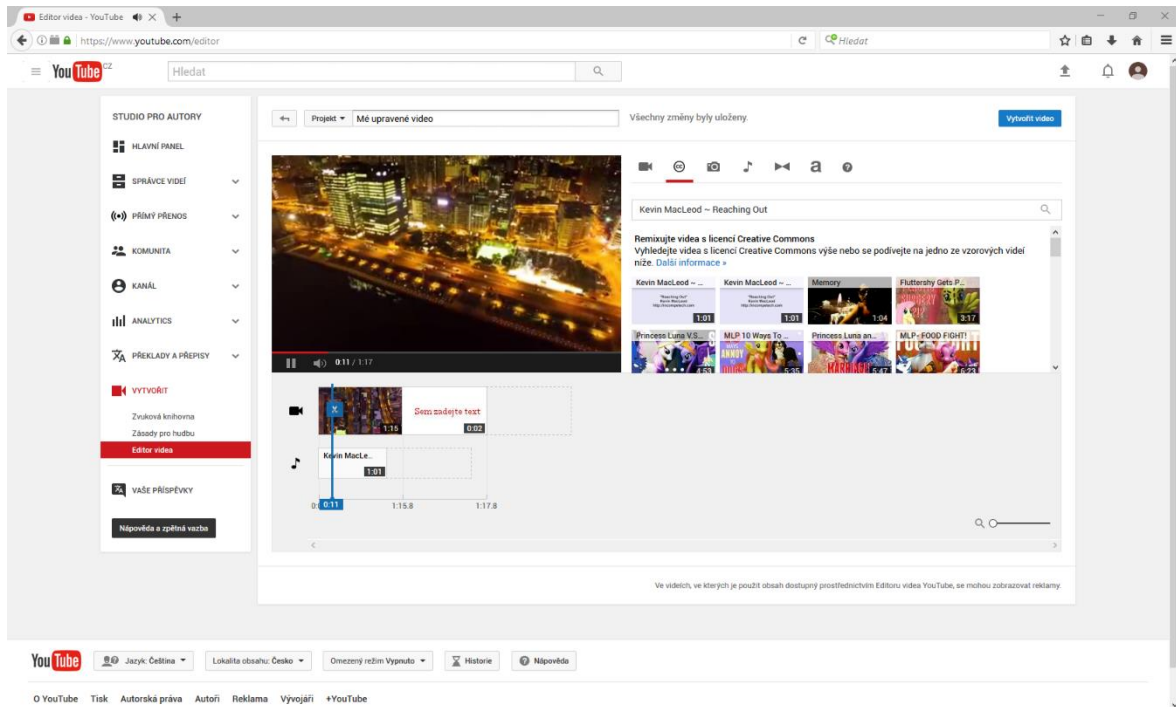 Editor videa - YouTube
https://www.youtube.com/editor
Hledat
YouTube CZ
Hledat
STUDIO PRO AUTORY
HLAVNÍ PANEL
SPRÁVCE VIDEÍ
PŘÍMÝ PŘENOS
KOMUNITA
KANÁL
ANALYTICS
PŘEKLADY A PŘEPISY
VYTVOŘIT
Zvuková knihovna
Zásady pro hudbu
Editor videa
VAŠE PŘÍSPĚVKY
Nápověda a zpětná vazba
Projekt
Mé upravené video
Všechny změny byly uloženy.
Vytvořit video
0:11 / 1:17
Kevin MacLeod ~ Reaching Out
Remixujte videa s licencí Creative Commons
Vyhledejte videa s licencí Creative Commons výše nebo se podívejte na jedno ze vzorových videí
níže. Další informace »
Kevin MacLeod ~ ...
1:01
Kevin MacLeod ~ ...
1:01
Memory
1:04
Fluttershy Gets P...
3:17
Princess Luna V.S...
4:53
MLP 10 Ways To ...
5:35
Princess Luna an...
5:47
MLP - FOOD FIGHT!
6:23
1:15
Sem zadejte text
0:02
Kevin MacLe...
1:01
0:11
1:15.8
1:17.8
Ve videích, ve kterých je použit obsah dostupný prostřednictvím Editoru videa YouTube, se mohou zobrazovat reklamy.
YouTube
Jazyk: Čeština
Lokalita obsahu: Česko
Omezený režim Vypnuto
Historie
Nápověda
O YouTube Tisk Autorská práva Autoři Reklama Vývojáři +YouTube